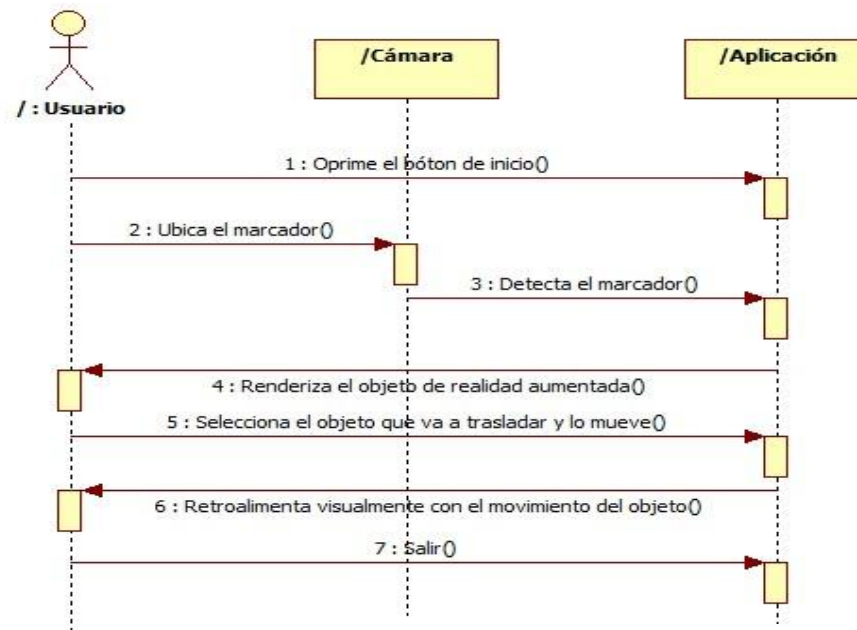 /Cámara
/Aplicación
/ : Usuario
1 : Oprime el bóton de inicio()
2 : Ubica el marcador()
3 : Detecta el marcador()
4 : Renderiza el objeto de realidad aumentada()
5 : Selecciona el objeto que va a trasladar y lo mueve()
6 : Retroalimenta visualmente con el movimiento del objeto()
7 : Salir()